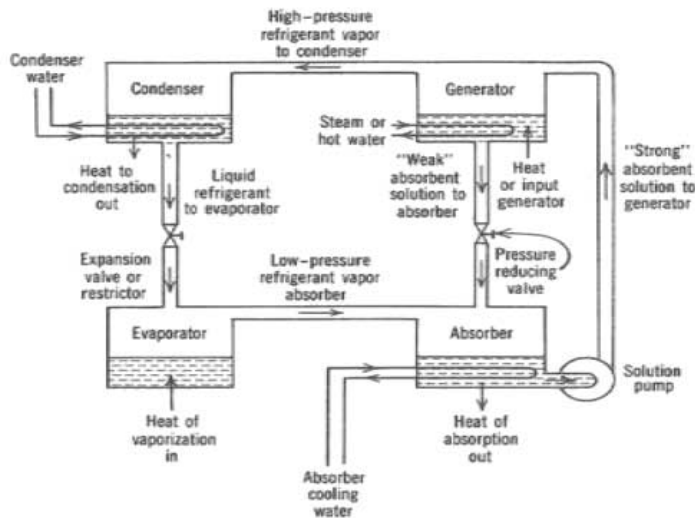 High-pressure
refrigerant vapor
to condenser
Condenser
water
Condenser
Generator
Steam or
hot water
"Strong"
absorbent
solution to
generator
Heat to
condensation
out
Liquid
refrigerant
to evaporator
"Weak"
absorbent
solution to
absorber
Heat
or input
generator
Expansion
valve or
restrictor
Low-pressure
refrigerant vapor
absorber
Pressure
reducing
valve
Evaporator
Absorber
Solution
pump
Heat of
vaporization
in
Heat of
absorption
out
Absorber
cooling
water